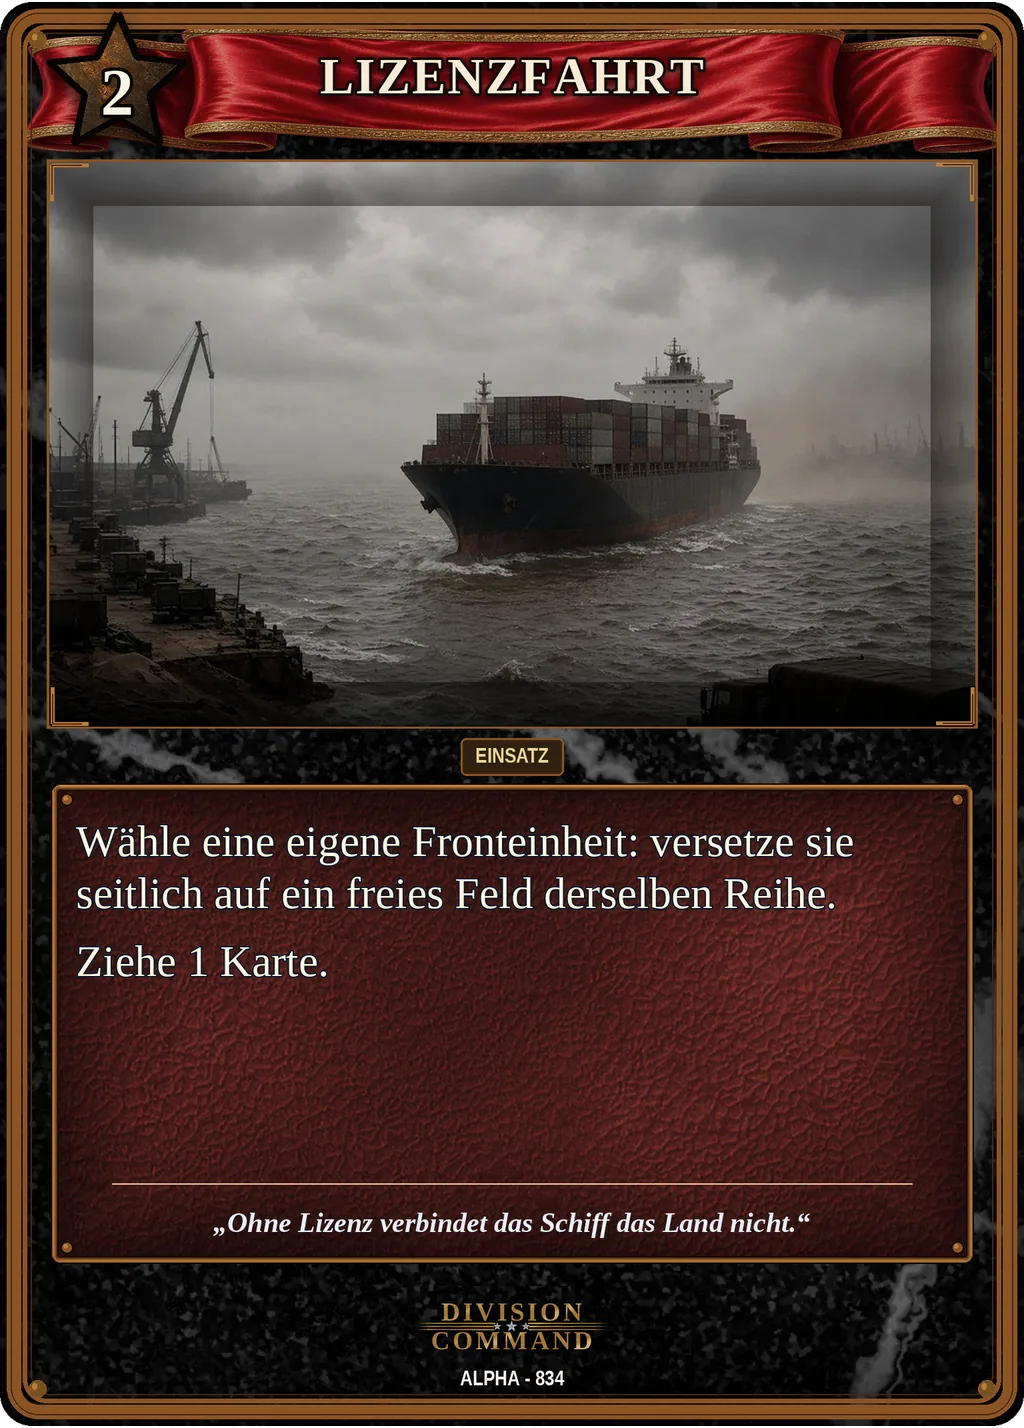 2
LIZENZFAHRT
EINSATZ
Wähle eine eigene Fronteinheit: versetze sie
seitlich auf ein freies Feld derselben Reihe.
Ziehe 1 Karte.
„Ohne Lizenz verbindet das Schiff das Land nicht.“
DIVISION
COMMAND
ALPHA - 834